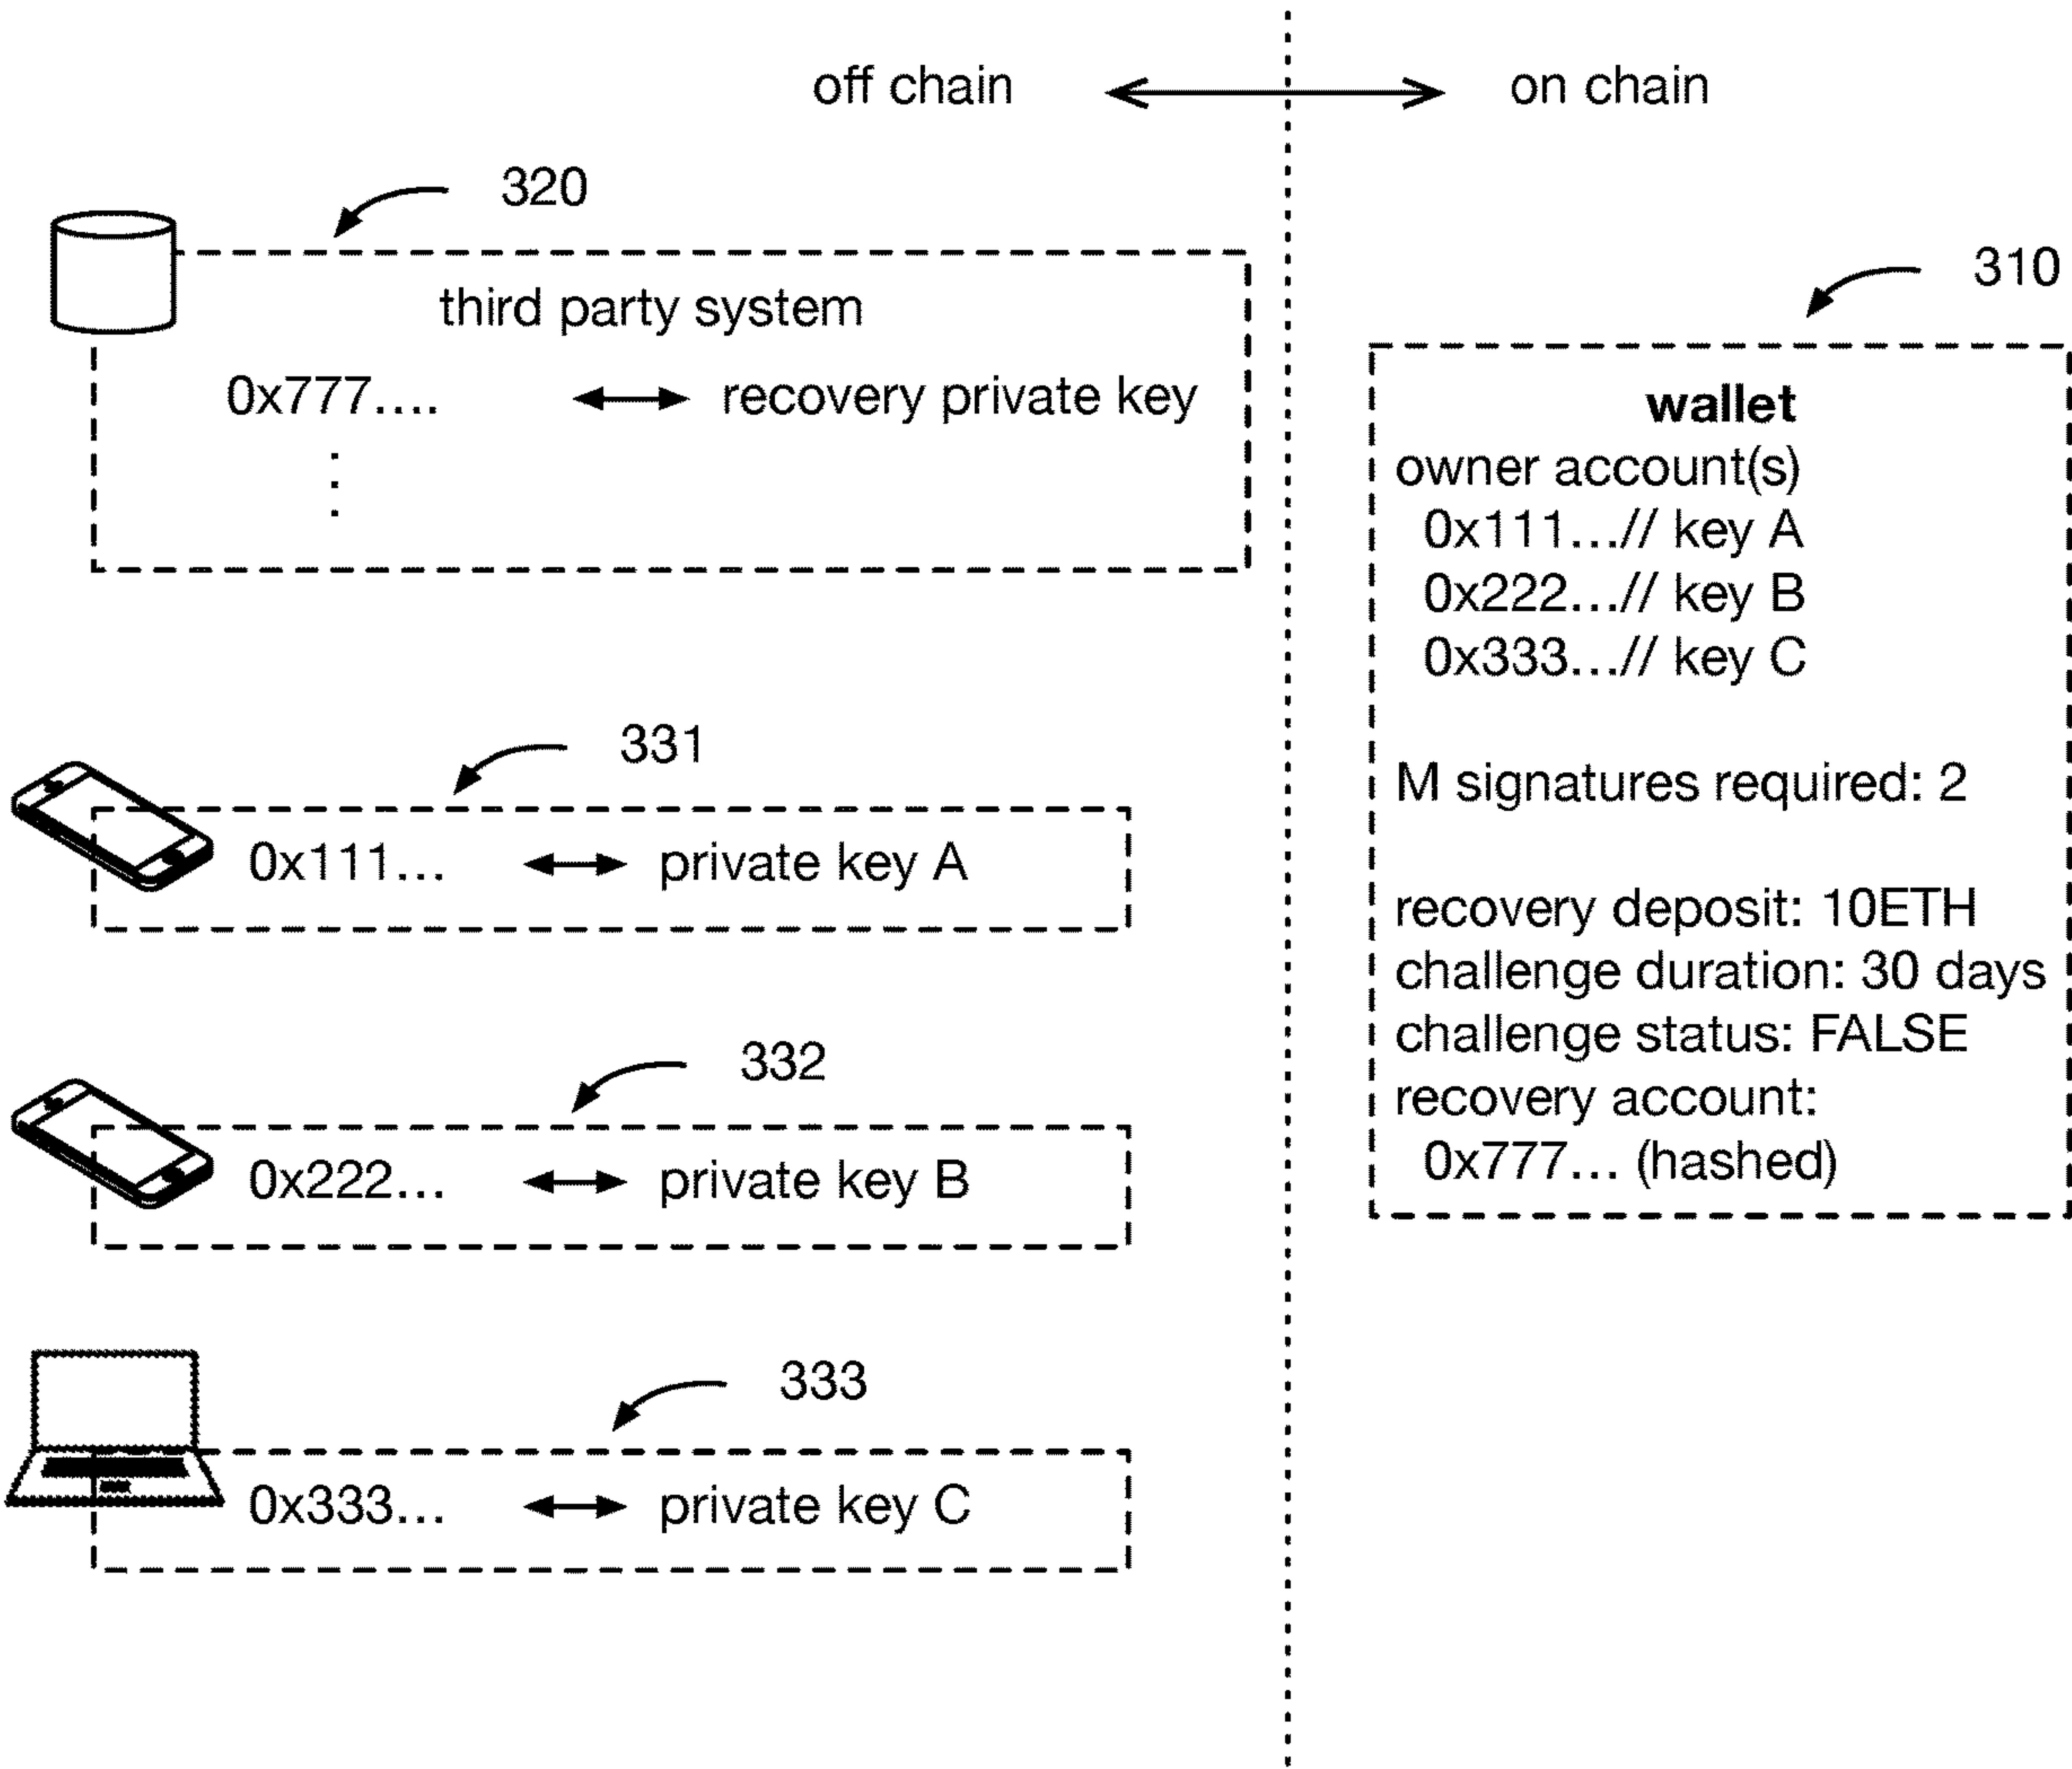 off chain
on chain
320
third party system
0x777.... recovery private key
310
wallet
owner account(s)
0x111...// key A
0x222...// key B
0x333...// key C
M signatures required: 2
recovery deposit: 10ETH
challenge duration: 30 days
challenge status: FALSE
recovery account:
0x777... (hashed)
331
0x111... private key A
332
0x222... private key B
333
0x333... private key C